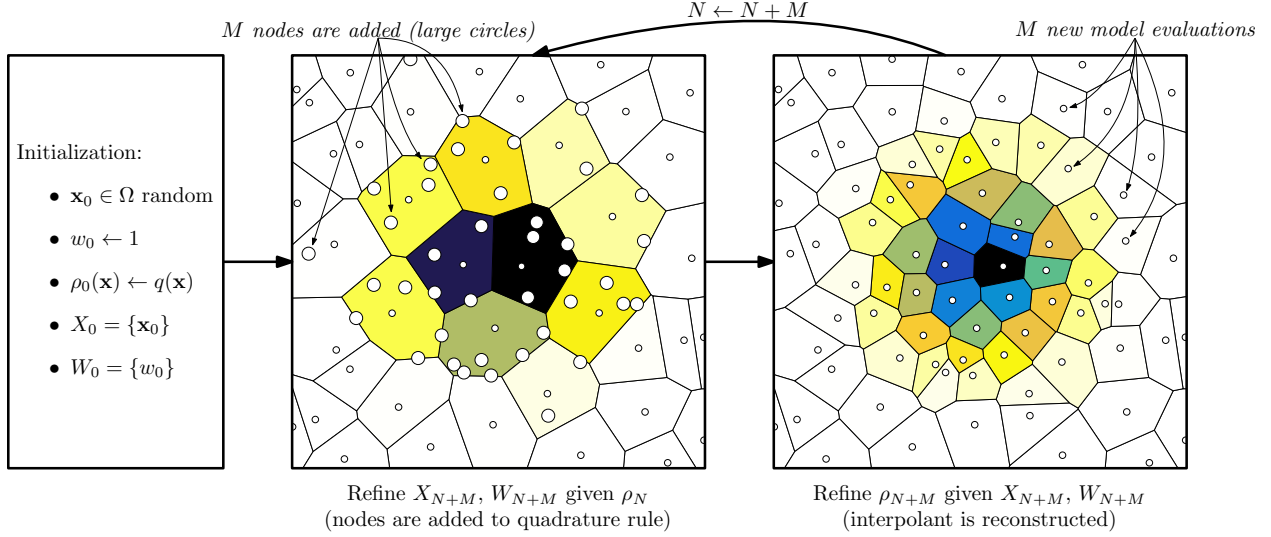 N ← N + M
M nodes are added (large circles)
M new model evaluations
Initialization:
• x₀ ∈ Ω random
• w₀ ← 1
• ρ₀(x) ← q(x)
• X₀ = {x₀}
• W₀ = {w₀}
Refine X_{N+M}, W_{N+M} given ρ_N
(nodes are added to quadrature rule)
Refine ρ_{N+M} given X_{N+M}, W_{N+M}
(interpolant is reconstructed)